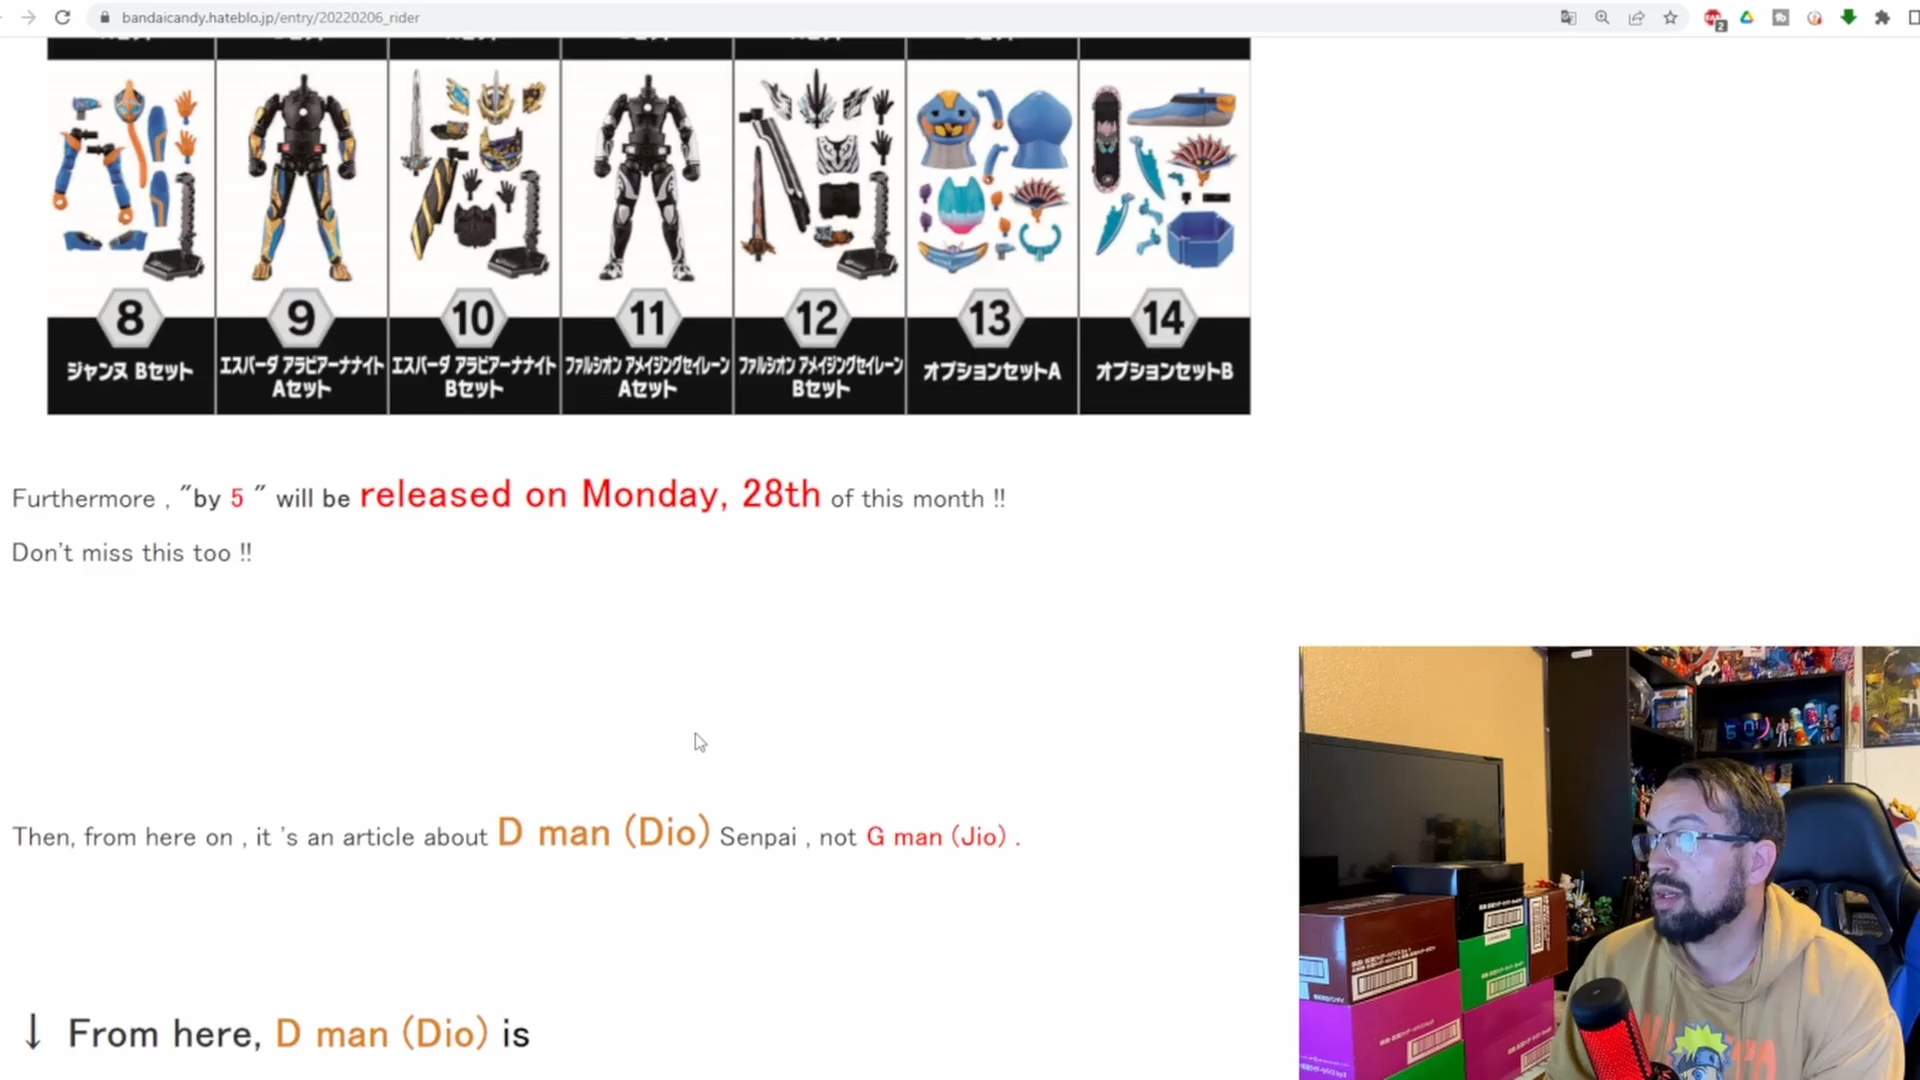 bandaicandy.hateblo.jp/entry/20220206_rider
2
8
ジャンヌ Bセット
9
エスパーダ アラビアーナナイト
Aセット
10
エスパーダ アラビアーナナイト
Bセット
11
ファルシオン アメイジングセイレーン
Aセット
12
ファルシオン アメイジングセイレーン
Bセット
13
オプションセットA
14
オプションセットB
Furthermore , "by 5 " will be released on Monday, 28th of this month !!
Don't miss this too !!
Then, from here on , it 's an article about D man (Dio) Senpai , not G man (Jio) .
↓ From here, D man (Dio) is